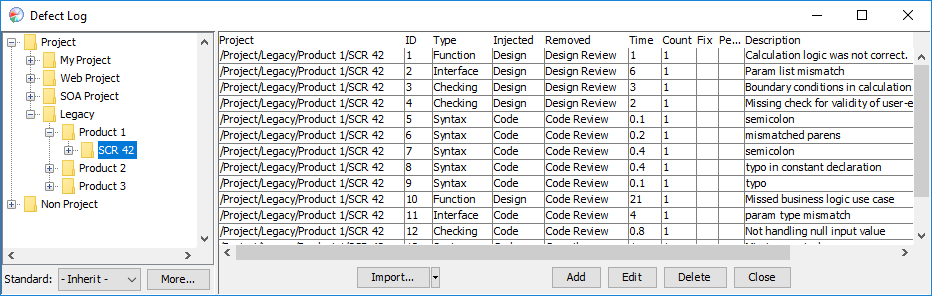 Defect Log
Project
My Project
Web Project
SOA Project
Legacy
Product 1
SCR 42
Product 2
Product 3
Non Project
Standard: - Inherit - More...
Project ID Type Injected Removed Time Count Fix Pe... Description
/Project/Legacy/Product 1/SCR 42 1 Function Design Design Review 1 1 Calculation logic was not correct.
/Project/Legacy/Product 1/SCR 42 2 Interface Design Design Review 6 1 Param list mismatch
/Project/Legacy/Product 1/SCR 42 3 Checking Design Design Review 3 1 Boundary conditions in calculation
/Project/Legacy/Product 1/SCR 42 4 Checking Design Design Review 2 1 Missing check for validity of user-e
/Project/Legacy/Product 1/SCR 42 5 Syntax Code Code Review 0.1 1 semicolon
/Project/Legacy/Product 1/SCR 42 6 Syntax Code Code Review 0.2 1 mismatched parens
/Project/Legacy/Product 1/SCR 42 7 Syntax Code Code Review 0.4 1 semicolon
/Project/Legacy/Product 1/SCR 42 8 Syntax Code Code Review 0.4 1 typo in constant declaration
/Project/Legacy/Product 1/SCR 42 9 Syntax Code Code Review 0.1 1 typo
/Project/Legacy/Product 1/SCR 42 10 Function Design Code Review 21 1 Missed business logic use case
/Project/Legacy/Product 1/SCR 42 11 Interface Code Code Review 4 1 param type mismatch
/Project/Legacy/Product 1/SCR 42 12 Checking Code Code Review 0.8 1 Not handling null input value
Import... Add Edit Delete Close